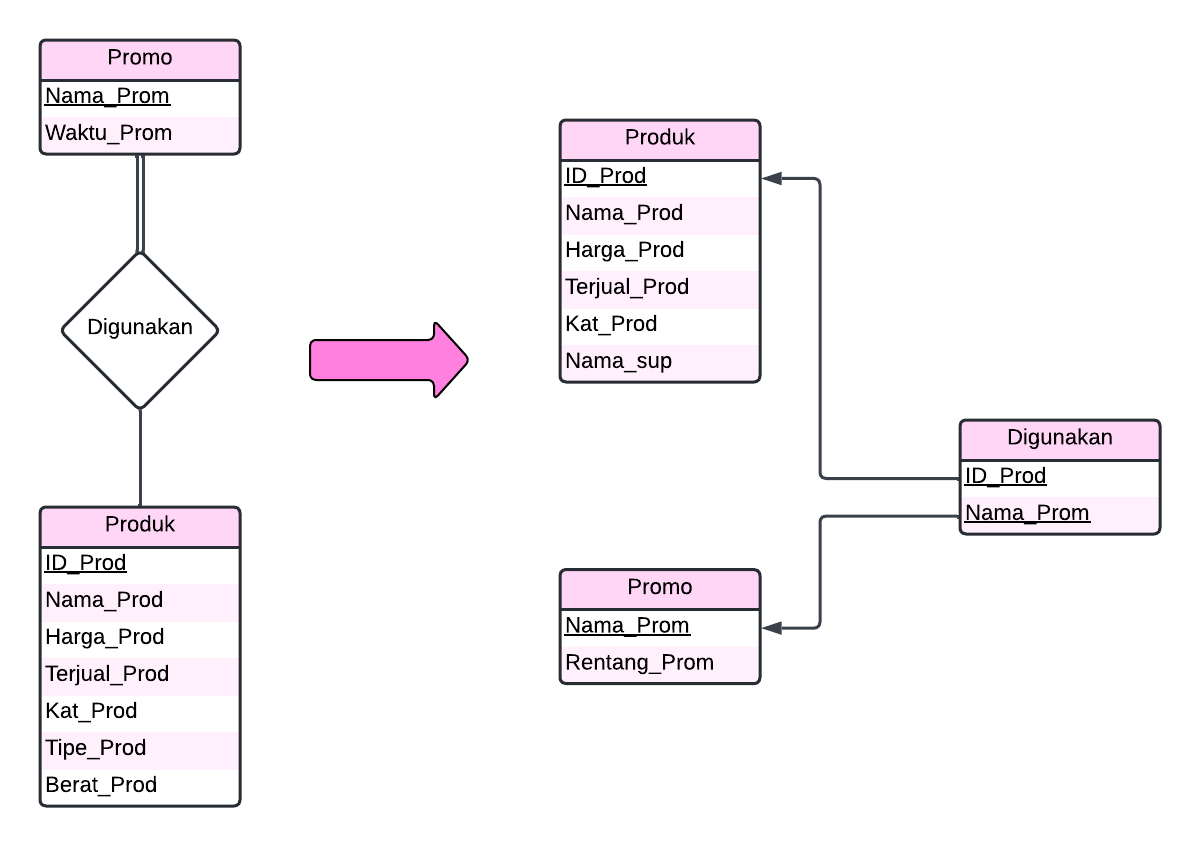 Promo
Nama_Prom
Waktu_Prom
Digunakan
Produk
ID_Prod
Nama_Prod
Harga_Prod
Terjual_Prod
Kat_Prod
Tipe_Prod
Berat_Prod
Produk
ID_Prod
Nama_Prod
Harga_Prod
Terjual_Prod
Kat_Prod
Nama_sup
Promo
Nama_Prom
Rentang_Prom
Digunakan
ID_Prod
Nama_Prom